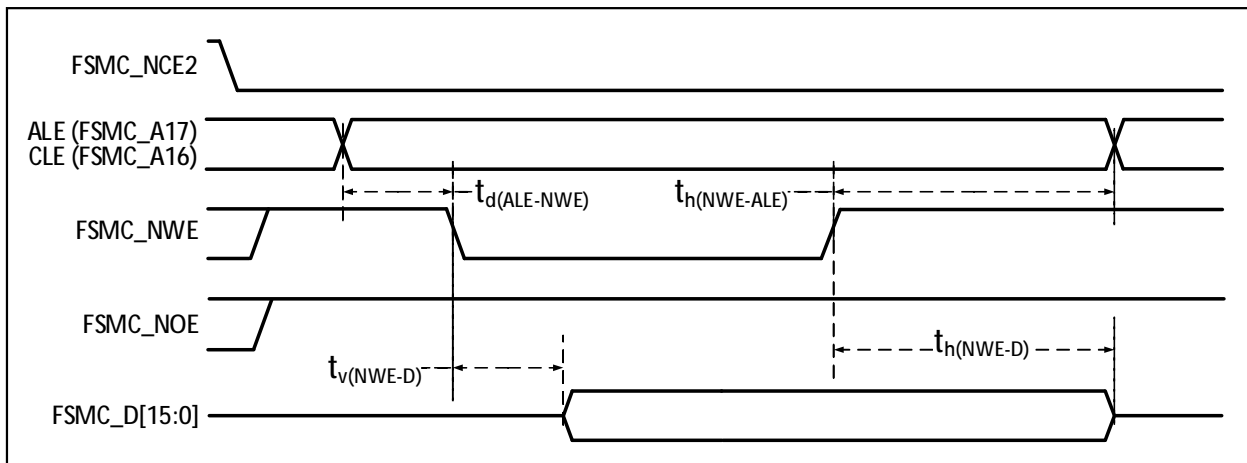 FSMC_NCE2
ALE (FSMC_A17)
CLE (FSMC_A16)
td(ALE-NWE)
th(NWE-ALE)
FSMC_NWE
FSMC_NOE
th(NWE-D)
tv(NWE-D)
FSMC_D[15:0]